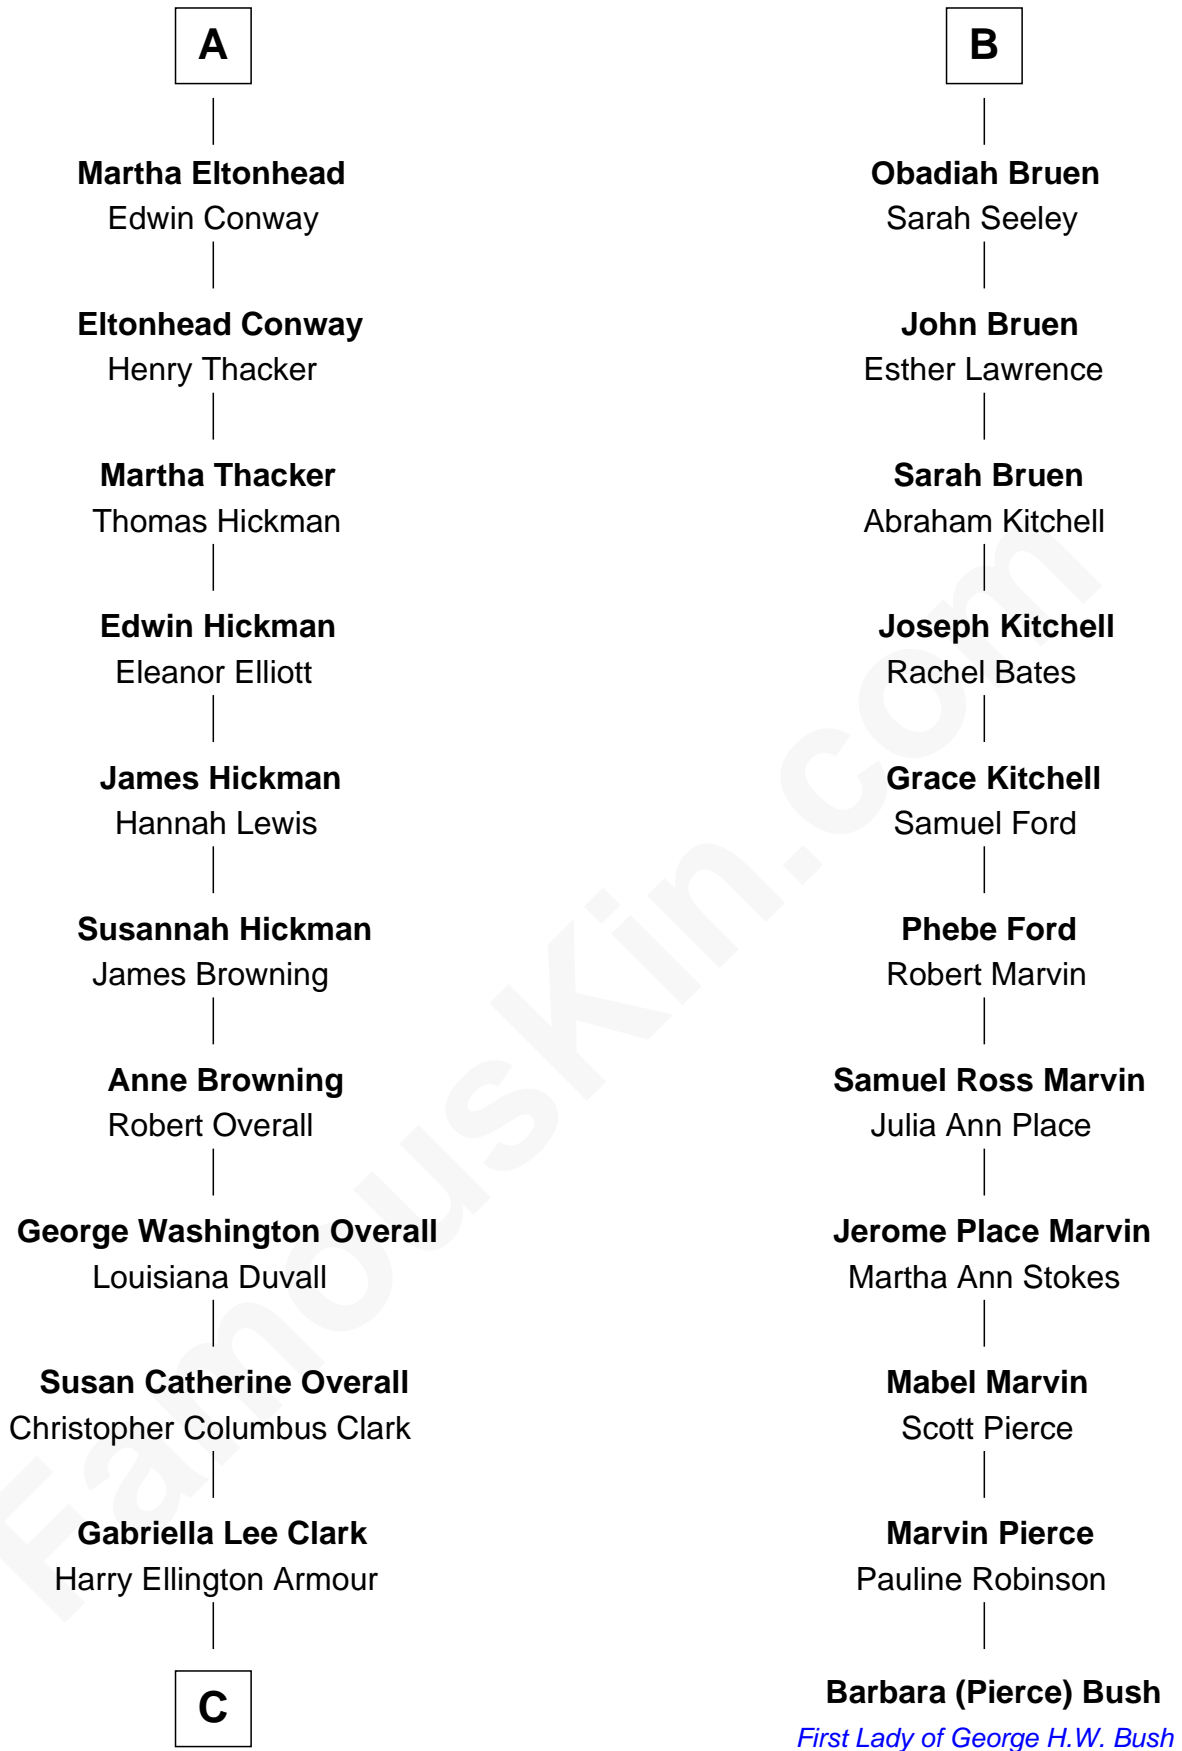 A
Martha Eltonhead
Edwin Conway
Eltonhead Conway
Henry Thacker
Martha Thacker
Thomas Hickman
Edwin Hickman
Eleanor Elliott
James Hickman
Hannah Lewis
Susannah Hickman
James Browning
Anne Browning
Robert Overall
George Washington Overall
Louisiana Duvall
Susan Catherine Overall
Christopher Columbus Clark
Gabriella Lee Clark
Harry Ellington Armour
C
B
Obadiah Bruen
Sarah Seeley
John Bruen
Esther Lawrence
Sarah Bruen
Abraham Kitchell
Joseph Kitchell
Rachel Bates
Grace Kitchell
Samuel Ford
Phebe Ford
Robert Marvin
Samuel Ross Marvin
Julia Ann Place
Jerome Place Marvin
Martha Ann Stokes
Mabel Marvin
Scott Pierce
Marvin Pierce
Pauline Robinson
Barbara (Pierce) Bush
First Lady of George H.W. Bush
FamousKin.com